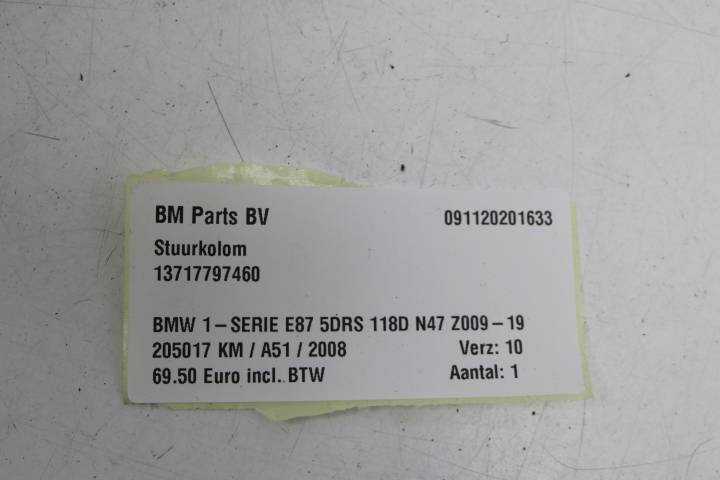 BM Parts BV 091120201633
Stuurkolom
13717797460
BMW 1-SERIE E87 5DRS 118D N47 Z009-19
205017 KM / A51 / 2008 Verz: 10
69.50 Euro incl. BTW Aantal: 1